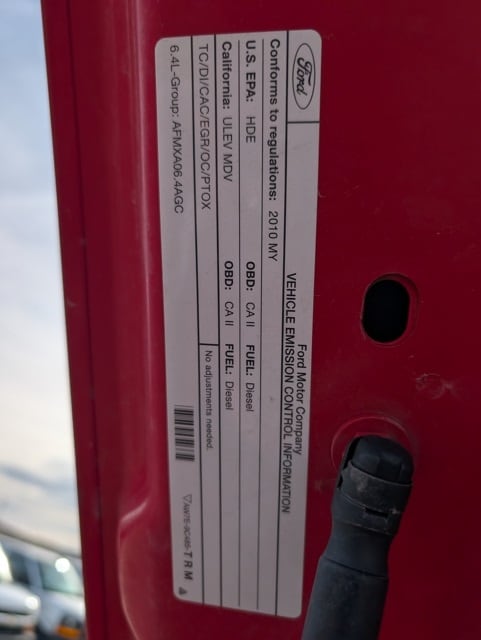 Ford
Ford Motor Company
VEHICLE EMISSION CONTROL INFORMATION
Conforms to regulations: 2010 MY
U.S. EPA: HDE OBD: CA II FUEL: Diesel
California: ULEV MDV OBD: CA II FUEL: Diesel
TC/DI/CAC/EGR/OC/PTOX No adjustments needed.
6.4L-Group: AFMXA06.4AGC TRM